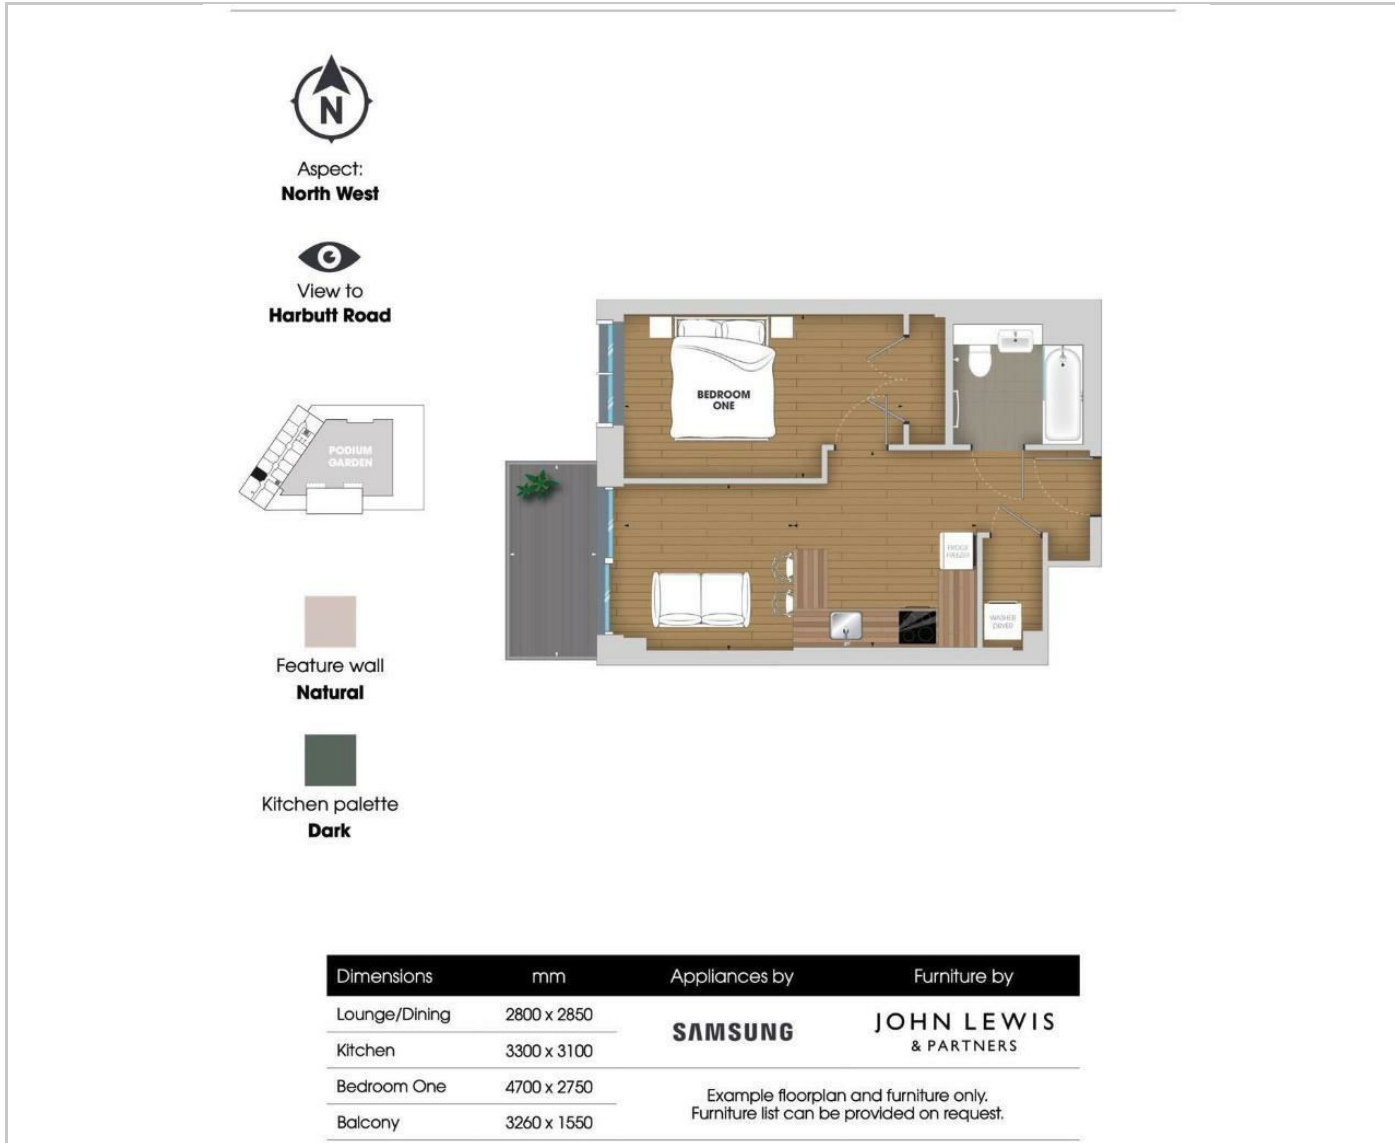 N
Aspect:
North West
View to
Harbutt Road
PODIUM
GARDEN
BEDROOM
ONE
FRIDGE
FREEZER
WASHER
DRYER
Feature wall
Natural
Kitchen palette
Dark
Dimensions mm Appliances by Furniture by
Lounge/Dining 2800 x 2850
SAMSUNG
JOHN LEWIS
& PARTNERS
Kitchen 3300 x 3100
Bedroom One 4700 x 2750
Example floorplan and furniture only.
Furniture list can be provided on request.
Balcony 3260 x 1550